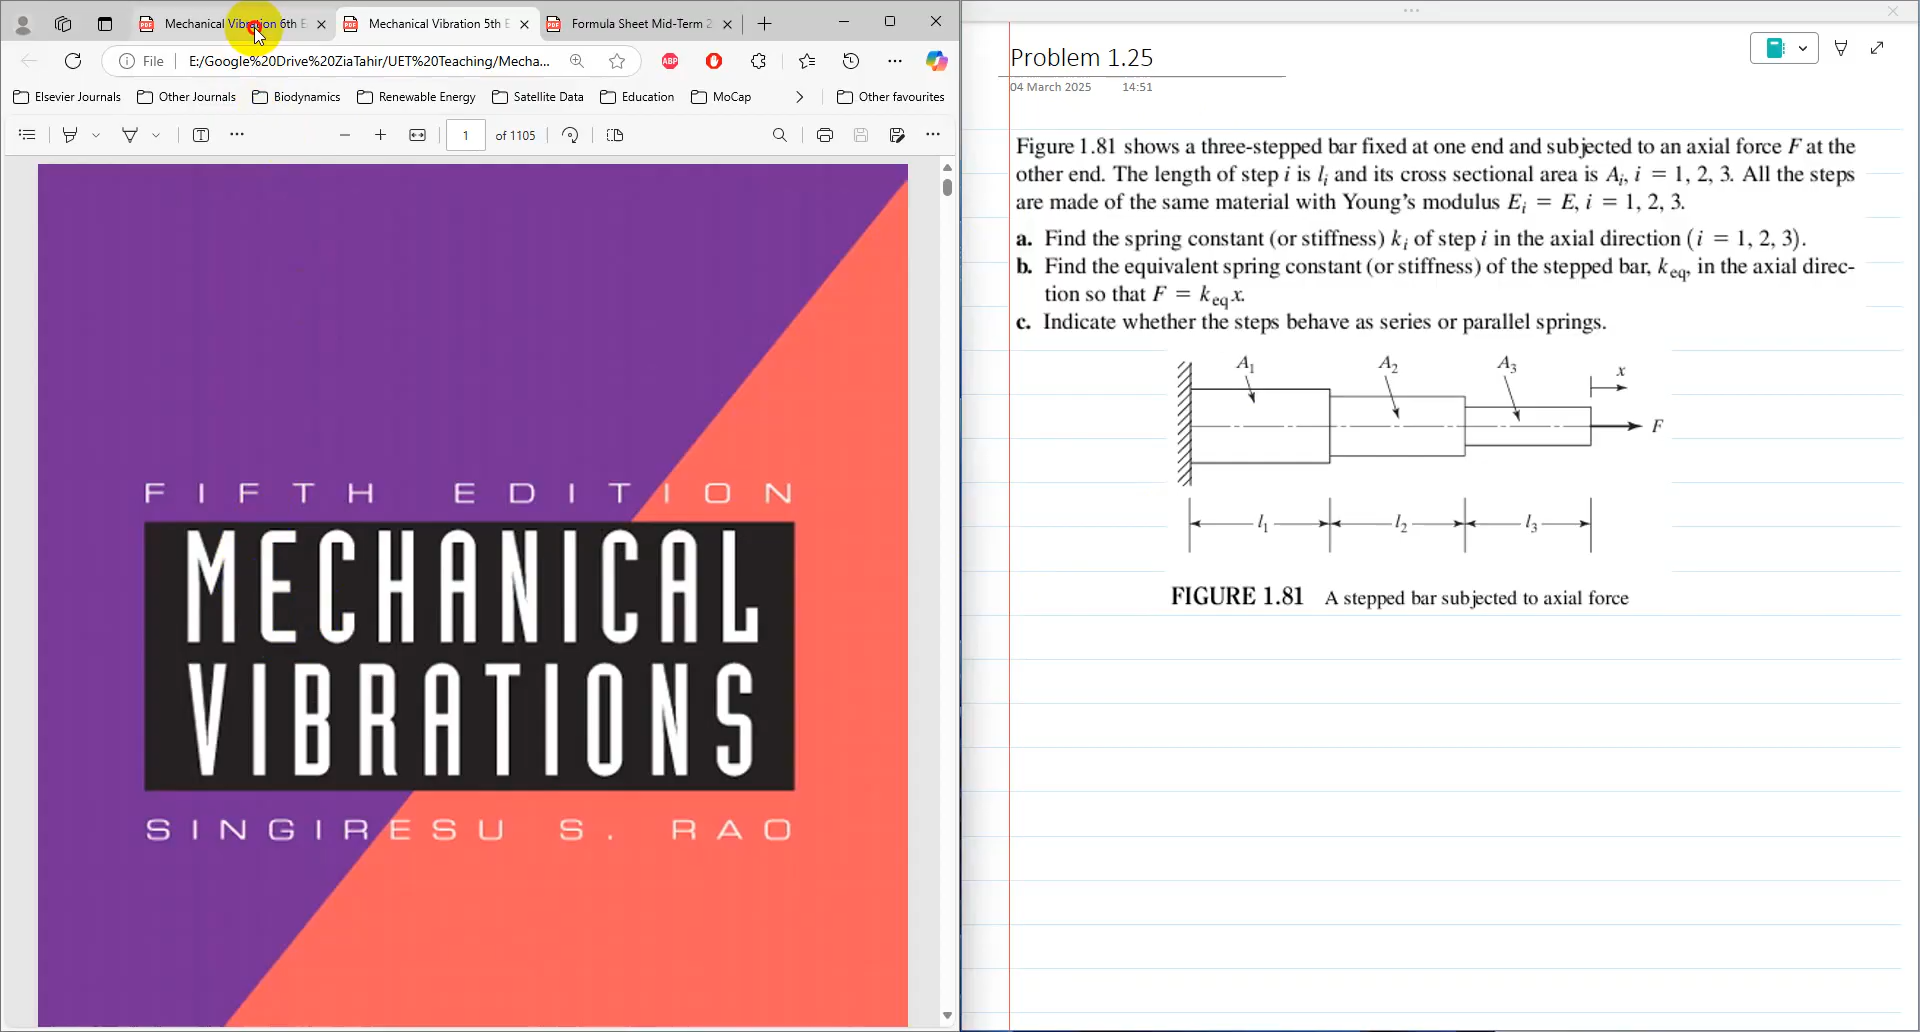 Mechanical Vibration 6th E
Mechanical Vibration 5th E
Formula Sheet Mid-Term 2
File
E:/Google%20Drive%20ZiaTahir/UET%20Teaching/Mecha...
ABP
Elsevier Journals
Other Journals
Biodynamics
Renewable Energy
Satellite Data
Education
MoCap
Other favourites
1 of 1105
FIFTH EDITION
MECHANICAL
VIBRATIONS
SINGIRESU S. RAO
Problem 1.25
04 March 2025 14:51
Figure 1.81 shows a three-stepped bar fixed at one end and subjected to an axial force F at the
other end. The length of step i is lᵢ and its cross sectional area is Aᵢ, i = 1, 2, 3. All the steps
are made of the same material with Young's modulus Eᵢ = E, i = 1, 2, 3.
a. Find the spring constant (or stiffness) kᵢ of step i in the axial direction (i = 1, 2, 3).
b. Find the equivalent spring constant (or stiffness) of the stepped bar, keq, in the axial direc-
tion so that F = keq x.
c. Indicate whether the steps behave as series or parallel springs.
A₁ A₂ A₃ x
F
l₁ l₂ l₃
FIGURE 1.81 A stepped bar subjected to axial force